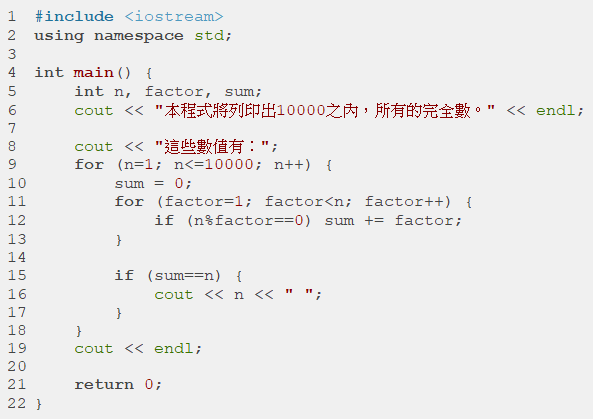 1 #include <iostream>
2 using namespace std;
3
4 int main() {
5     int n, factor, sum;
6     cout << "本程式將列印出10000之內，所有的完全數。" << endl;
7
8     cout << "這些數值有：";
9     for (n=1; n<=10000; n++) {
10         sum = 0;
11         for (factor=1; factor<n; factor++) {
12             if (n%factor==0) sum += factor;
13         }
14
15         if (sum==n) {
16             cout << n << " ";
17         }
18     }
19     cout << endl;
20
21     return 0;
22 }